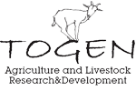 TOGEN
Agriculture and Livestock
Research&Development